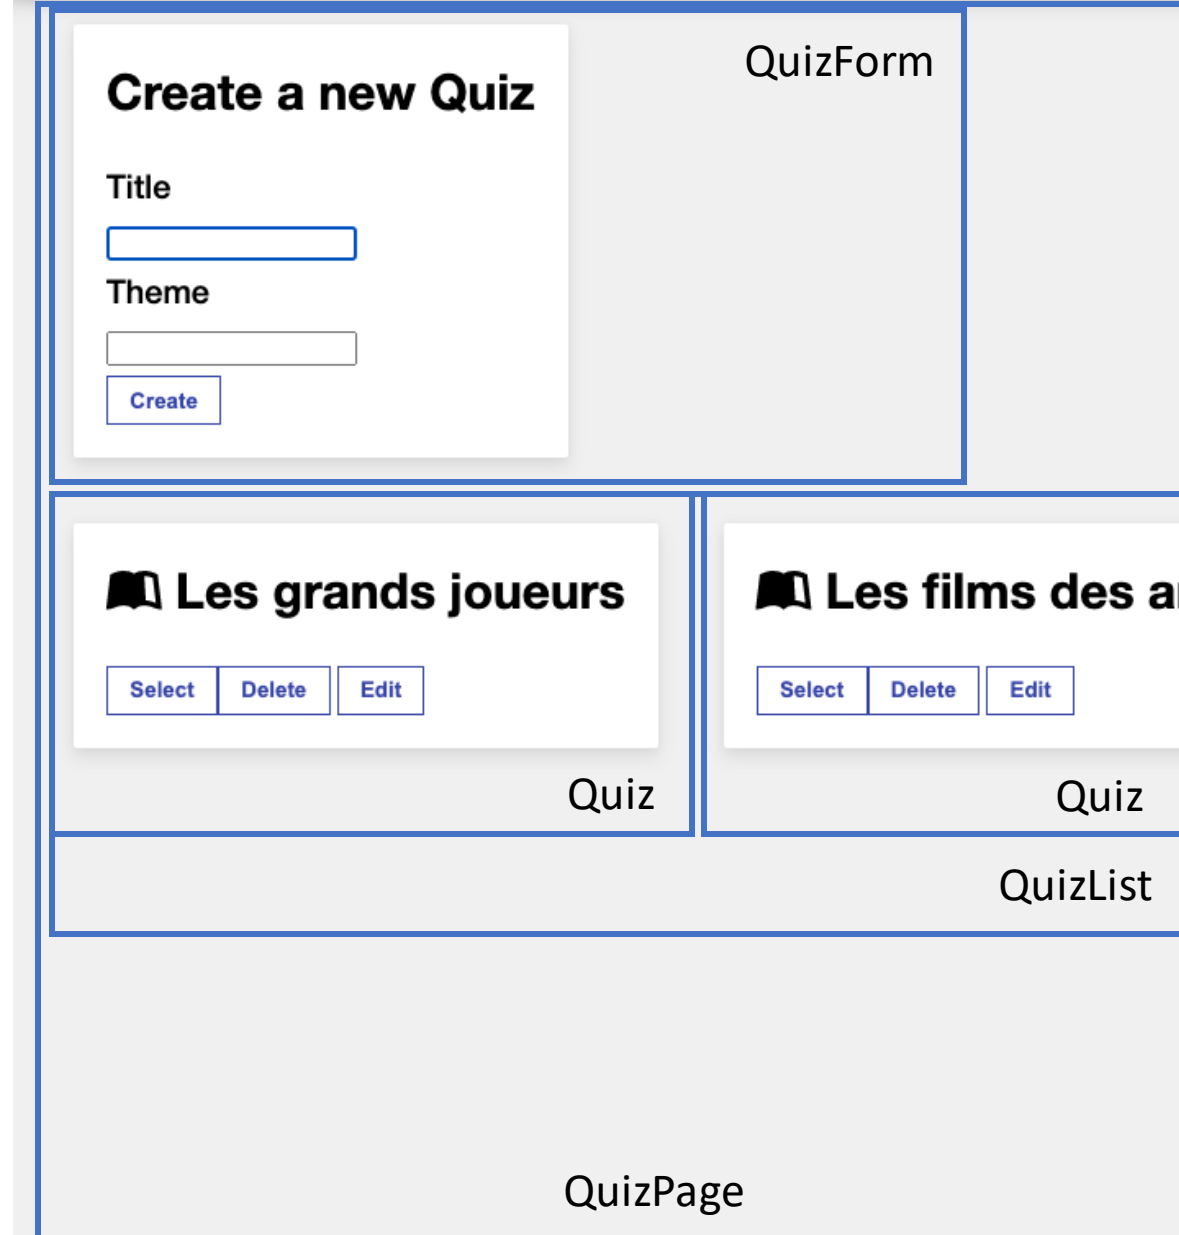 QuizForm
Create a new Quiz
Title
Theme
Create
Les grands joueurs
Select Delete Edit
Quiz
Les films des
Select Delete Edit
Quiz
QuizList
QuizPage